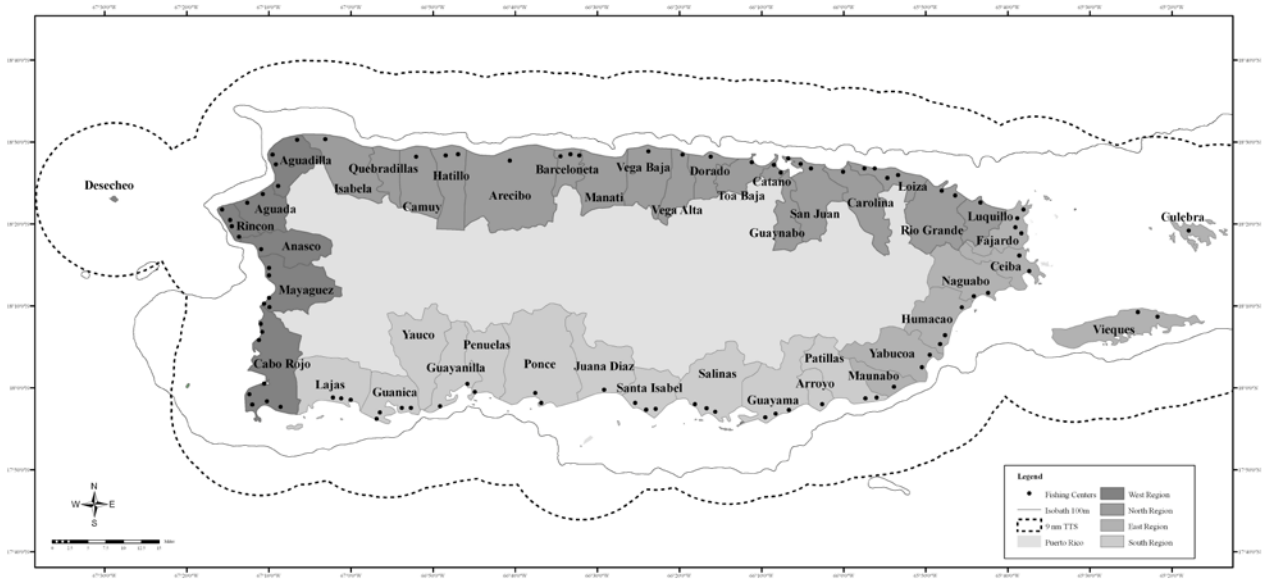 Desecheo
Aguadilla
Isabela
Quebradillas
Camuy
Hatillo
Arecibo
Barceloneta
Manati
Vega Baja
Vega Alta
Dorado
Toa Baja
Catano
Guaynabo
San Juan
Carolina
Loiza
Rio Grande
Luquillo
Fajardo
Ceiba
Culebra
Aguada
Rincon
Anasco
Mayaguez
Cabo Rojo
Naguabo
Humacao
Vieques
Yabucoa
Maunabo
Patillas
Arroyo
Guayama
Salinas
Santa Isabel
Juana Diaz
Ponce
Penuelas
Guayanilla
Yauco
Guanica
Lajas
N
W E
S
Legend
Fishing Centers
Isobath 100m
9 nm TTS
Puerto Rico
West Region
North Region
East Region
South Region